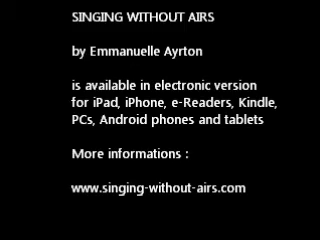 SINGING WITHOUT AIRS
by Emmanuelle Ayrton
is available in electronic version
for iPad, iPhone, e-Readers, Kindle,
PCs, Android phones and tablets
More informations :
www.singing-without-airs.com